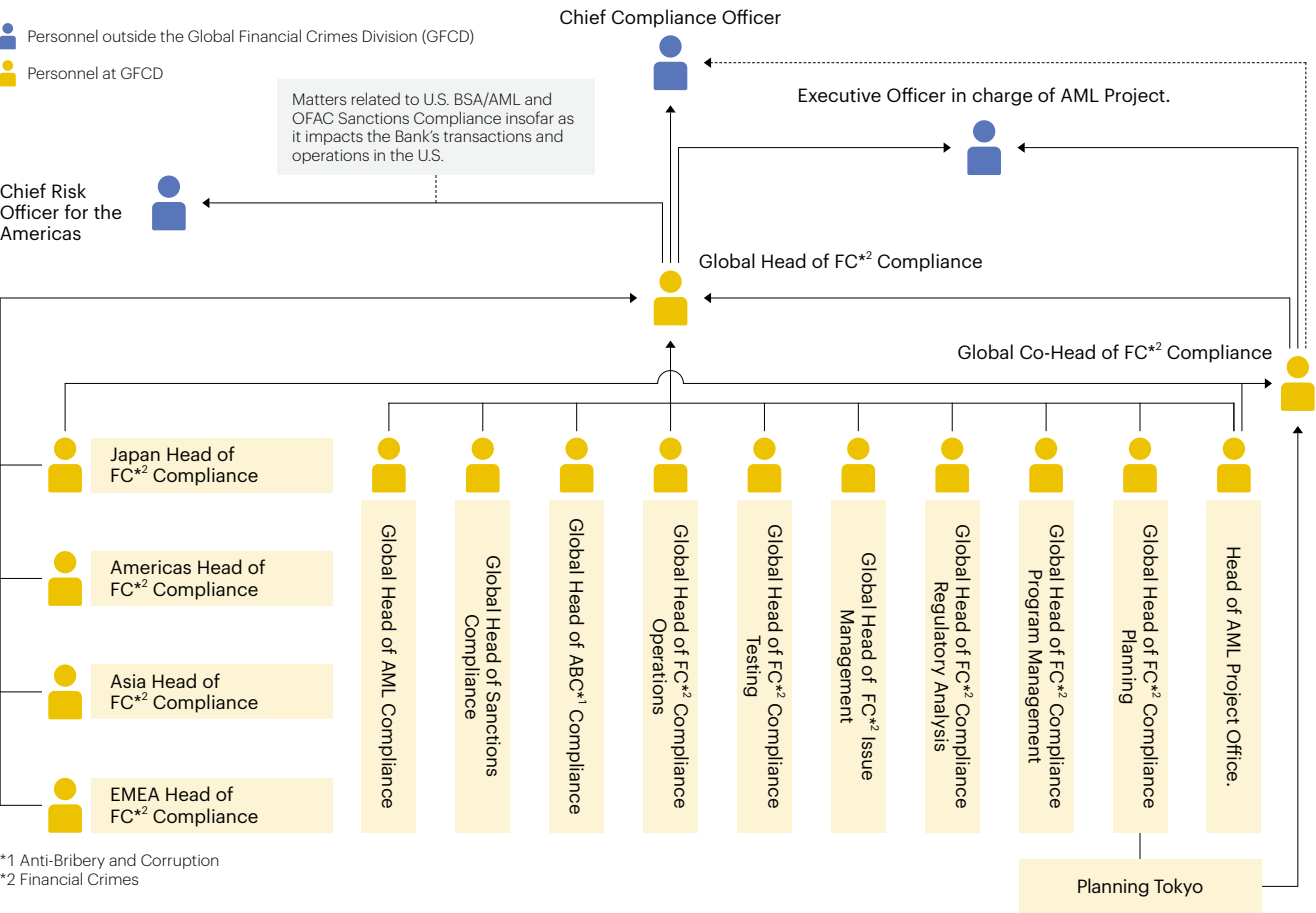 Chief Compliance Officer
Personnel outside the Global Financial Crimes Division (GFCD)
Personnel at GFCD
Matters related to U.S. BSA/AML and
OFAC Sanctions Compliance insofar as
it impacts the Bank's transactions and
operations in the U.S.
Executive Officer in charge of AML Project.
Chief Risk
Officer for the
Americas
Global Head of FC*2 Compliance
Global Co-Head of FC*2 Compliance
Japan Head of
FC*2 Compliance
Americas Head of
FC*2 Compliance
Asia Head of
FC*2 Compliance
EMEA Head of
FC*2 Compliance
Global Head of AML Compliance
Global Head of Sanctions
Compliance
Global Head of ABC*1 Compliance
Global Head of FC*2 Compliance
Operations
Global Head of FC*2 Compliance
Testing
Global Head of FC*2 Issue
Management
Global Head of FC*2 Compliance
Regulatory Analysis
Global Head of FC*2 Compliance
Program Management
Global Head of FC*2 Compliance
Planning
Head of AML Project Office.
Planning Tokyo
*1 Anti-Bribery and Corruption
*2 Financial Crimes